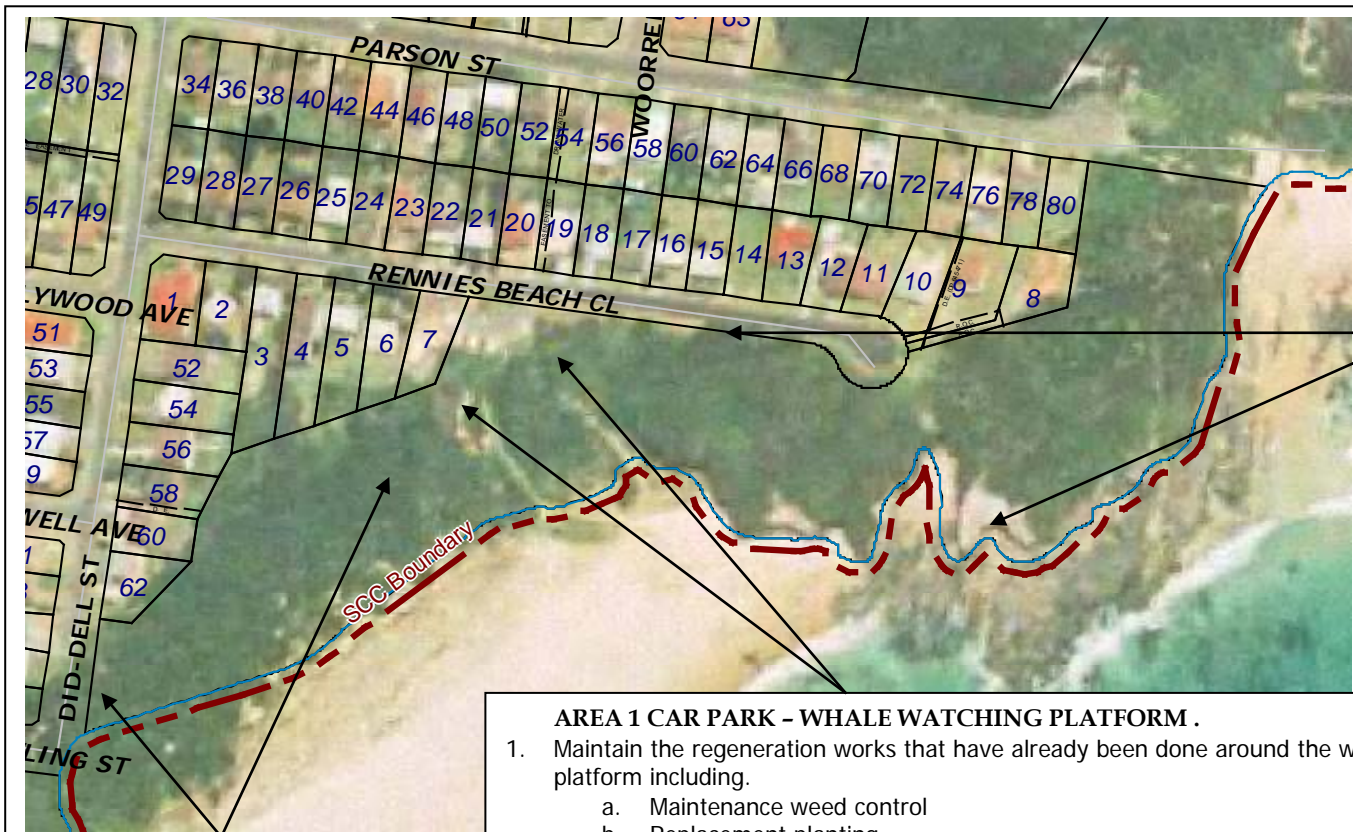 PARSON ST
WOORRE
63
28 30 32
34 36 38 40 42 44 46 48 50 52 54 56 58 60 62 64 66 68 70 72 74 76 78 80
29 28 27 26 25 24 23 22 21 20 19 18 17 16 15 14 13 12 11 10 9 8
47 49
RENNIES BEACH CL
1 2 3 4 5 6 7
LYWOOD AVE
51
53
55
57
9
52
54
56
58
60
62
WELL AVE
DID-DELL ST
LING ST
SCC Boundary
AREA 1 CAR PARK – WHALE WATCHING PLATFORM .
1. Maintain the regeneration works that have already been done around the w
platform including.
a. Maintenance weed control
b. Replacement planting